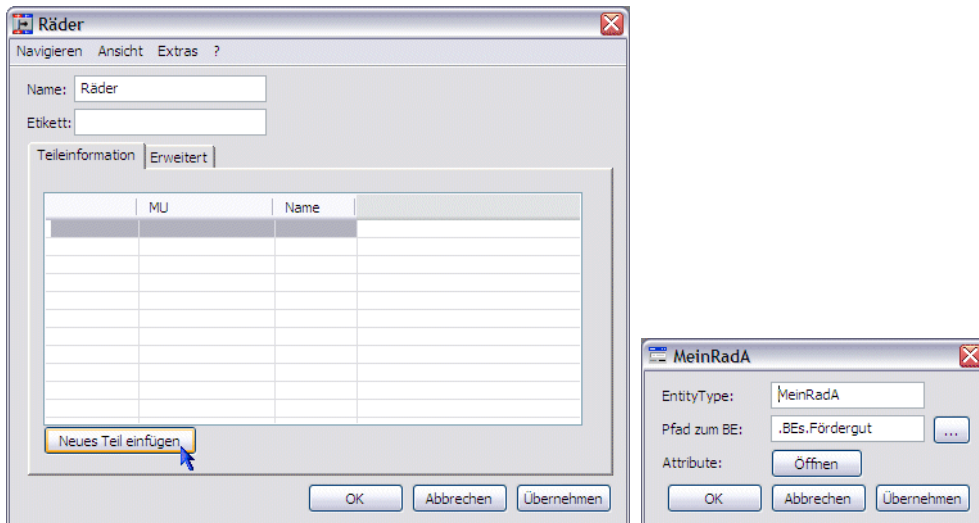 Räder
Navigieren Ansicht Extras ?
Name: Räder
Etikett:
Teileinformation Erweitert
MU Name
Neues Teil einfügen
OK Abbrechen Übernehmen
MeinRadA
EntityType: MeinRadA
Pfad zum BE: .BEs.Fördergut ...
Attribute: Öffnen
OK Abbrechen Übernehmen